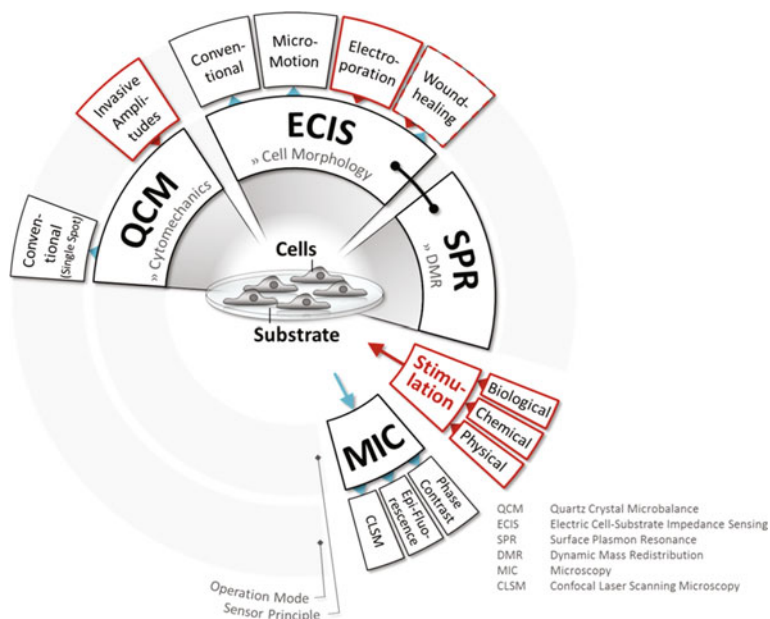 Conven-
tional
(Single Spot)
Invasive
Ampli-
tudes
QCM
» Cytomechanics
Conven-
tional
Micro-
Motion
Electro-
poration
Wound-
healing
ECIS
» Cell Morphology
SPR
» DMR
Cells
Substrate
Stimu-
lation
Biological
Chemical
Physical
MIC
CLSM
Epi-Fluo-
rescence
Phase
Contrast
Operation Mode
Sensor Principle
QCM Quartz Crystal Microbalance
ECIS Electric Cell-Substrate Impedance Sensing
SPR Surface Plasmon Resonance
DMR Dynamic Mass Redistribution
MIC Microscopy
CLSM Confocal Laser Scanning Microscopy